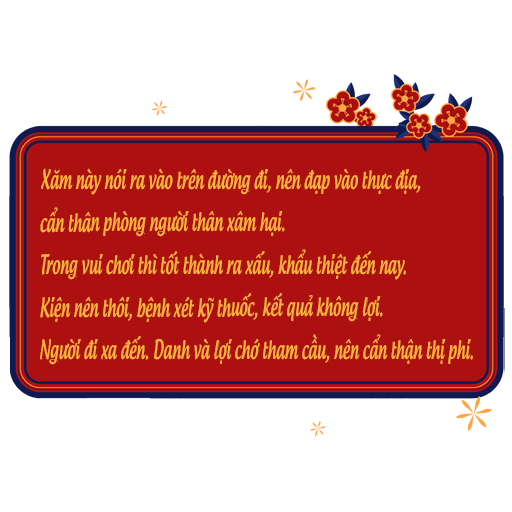 Xăm này nói ra vào trên đường đi, nên đạp vào thực địa,
cẩn thân phòng người thân xâm hại.
Trong vui chơi thì tốt thành ra xấu, khẩu thiệt đến nay.
Kiện nên thôi, bệnh xét kỹ thuốc, kết quả không lợi.
Người đi xa đến. Danh và lợi chớ tham cầu, nên cẩn thận thị phi.